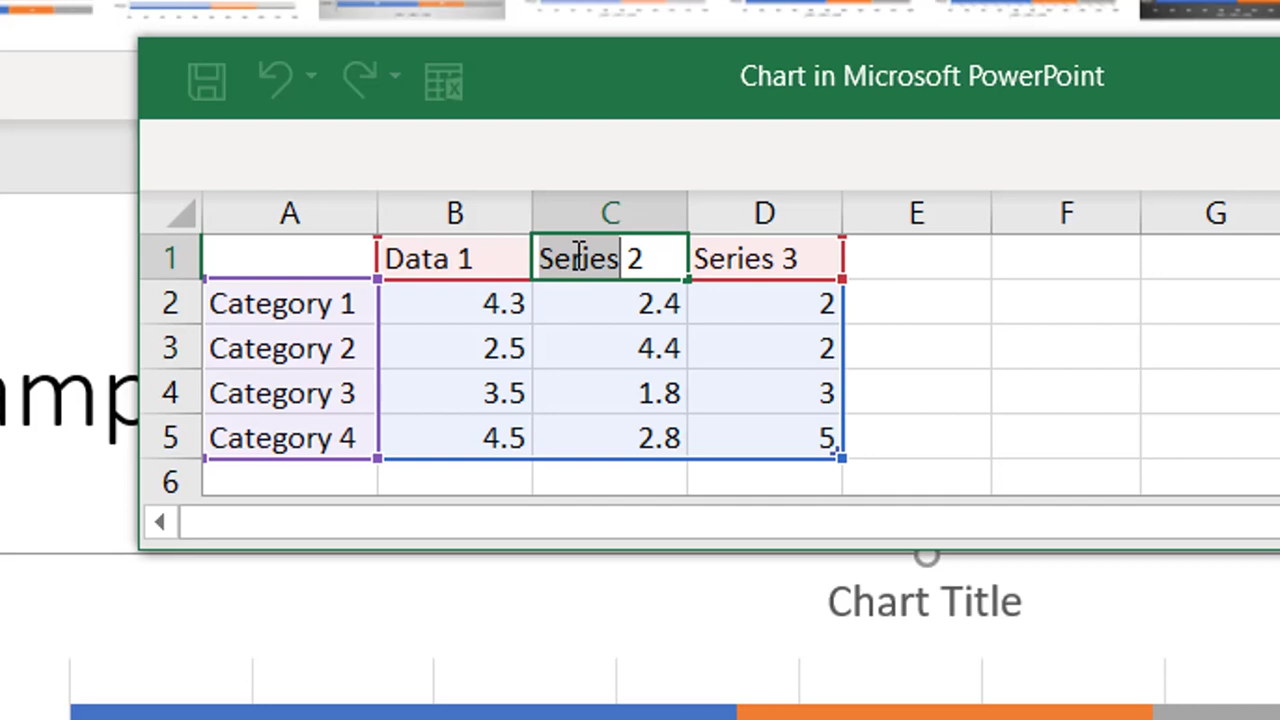 Chart in Microsoft PowerPoint
A B C D E F G
1 Data 1 Series 2 Series 3
2 Category 1 4.3 2.4 2
3 Category 2 2.5 4.4 2
4 Category 3 3.5 1.8 3
5 Category 4 4.5 2.8 5
6
Chart Title